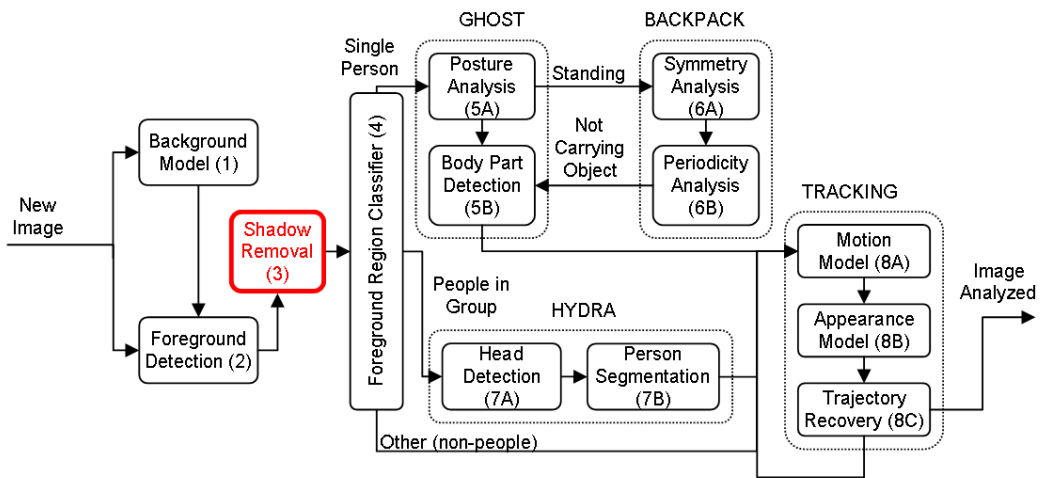 GHOST
BACKPACK
Single
Person
Posture
Analysis
(5A)
Standing
Symmetry
Analysis
(6A)
Background
Model (1)
Foreground Region Classifier (4)
Not
Carrying
Object
Body Part
Detection
(5B)
Periodicity
Analysis
(6B)
TRACKING
New
Image
Shadow
Removal
(3)
Motion
Model (8A)
Image
Analyzed
People in
Group
HYDRA
Appearance
Model (8B)
Foreground
Detection (2)
Head
Detection
(7A)
Person
Segmentation
(7B)
Trajectory
Recovery (8C)
Other (non-people)